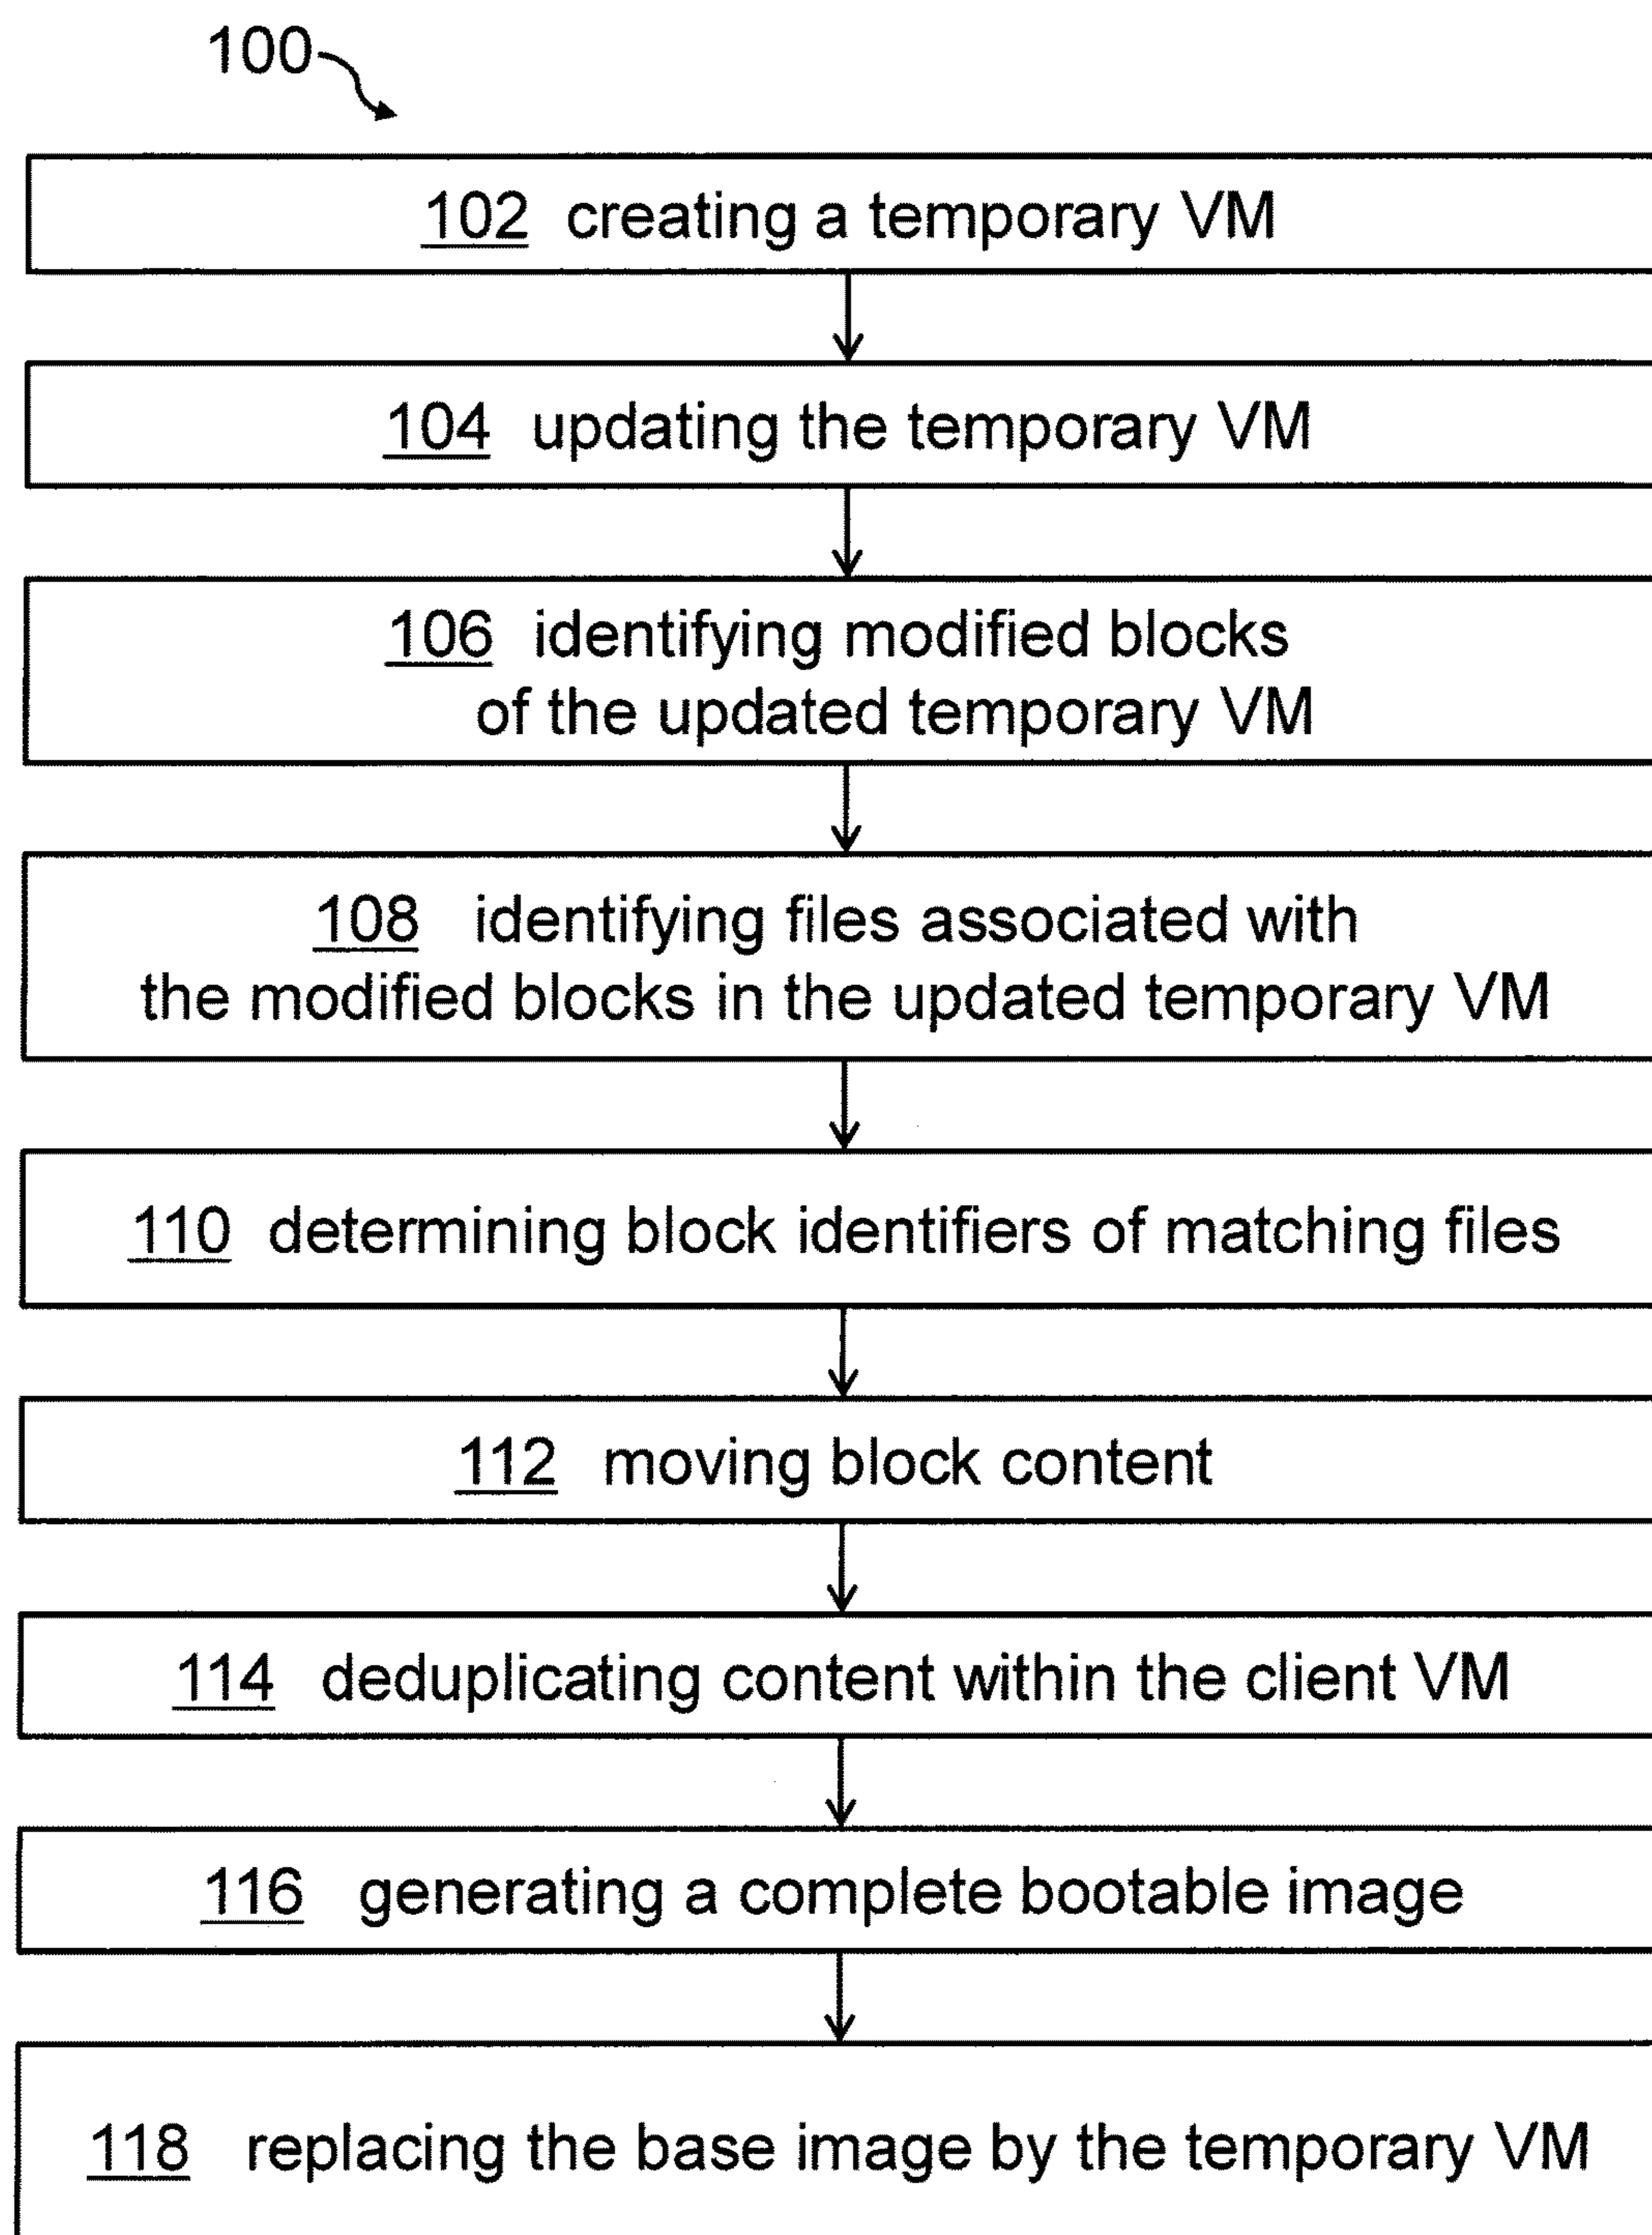 100
102 creating a temporary VM
104 updating the temporary VM
106 identifying modified blocks
of the updated temporary VM
108 identifying files associated with
the modified blocks in the updated temporary VM
110 determining block identifiers of matching files
112 moving block content
114 deduplicating content within the client VM
116 generating a complete bootable image
118 replacing the base image by the temporary VM